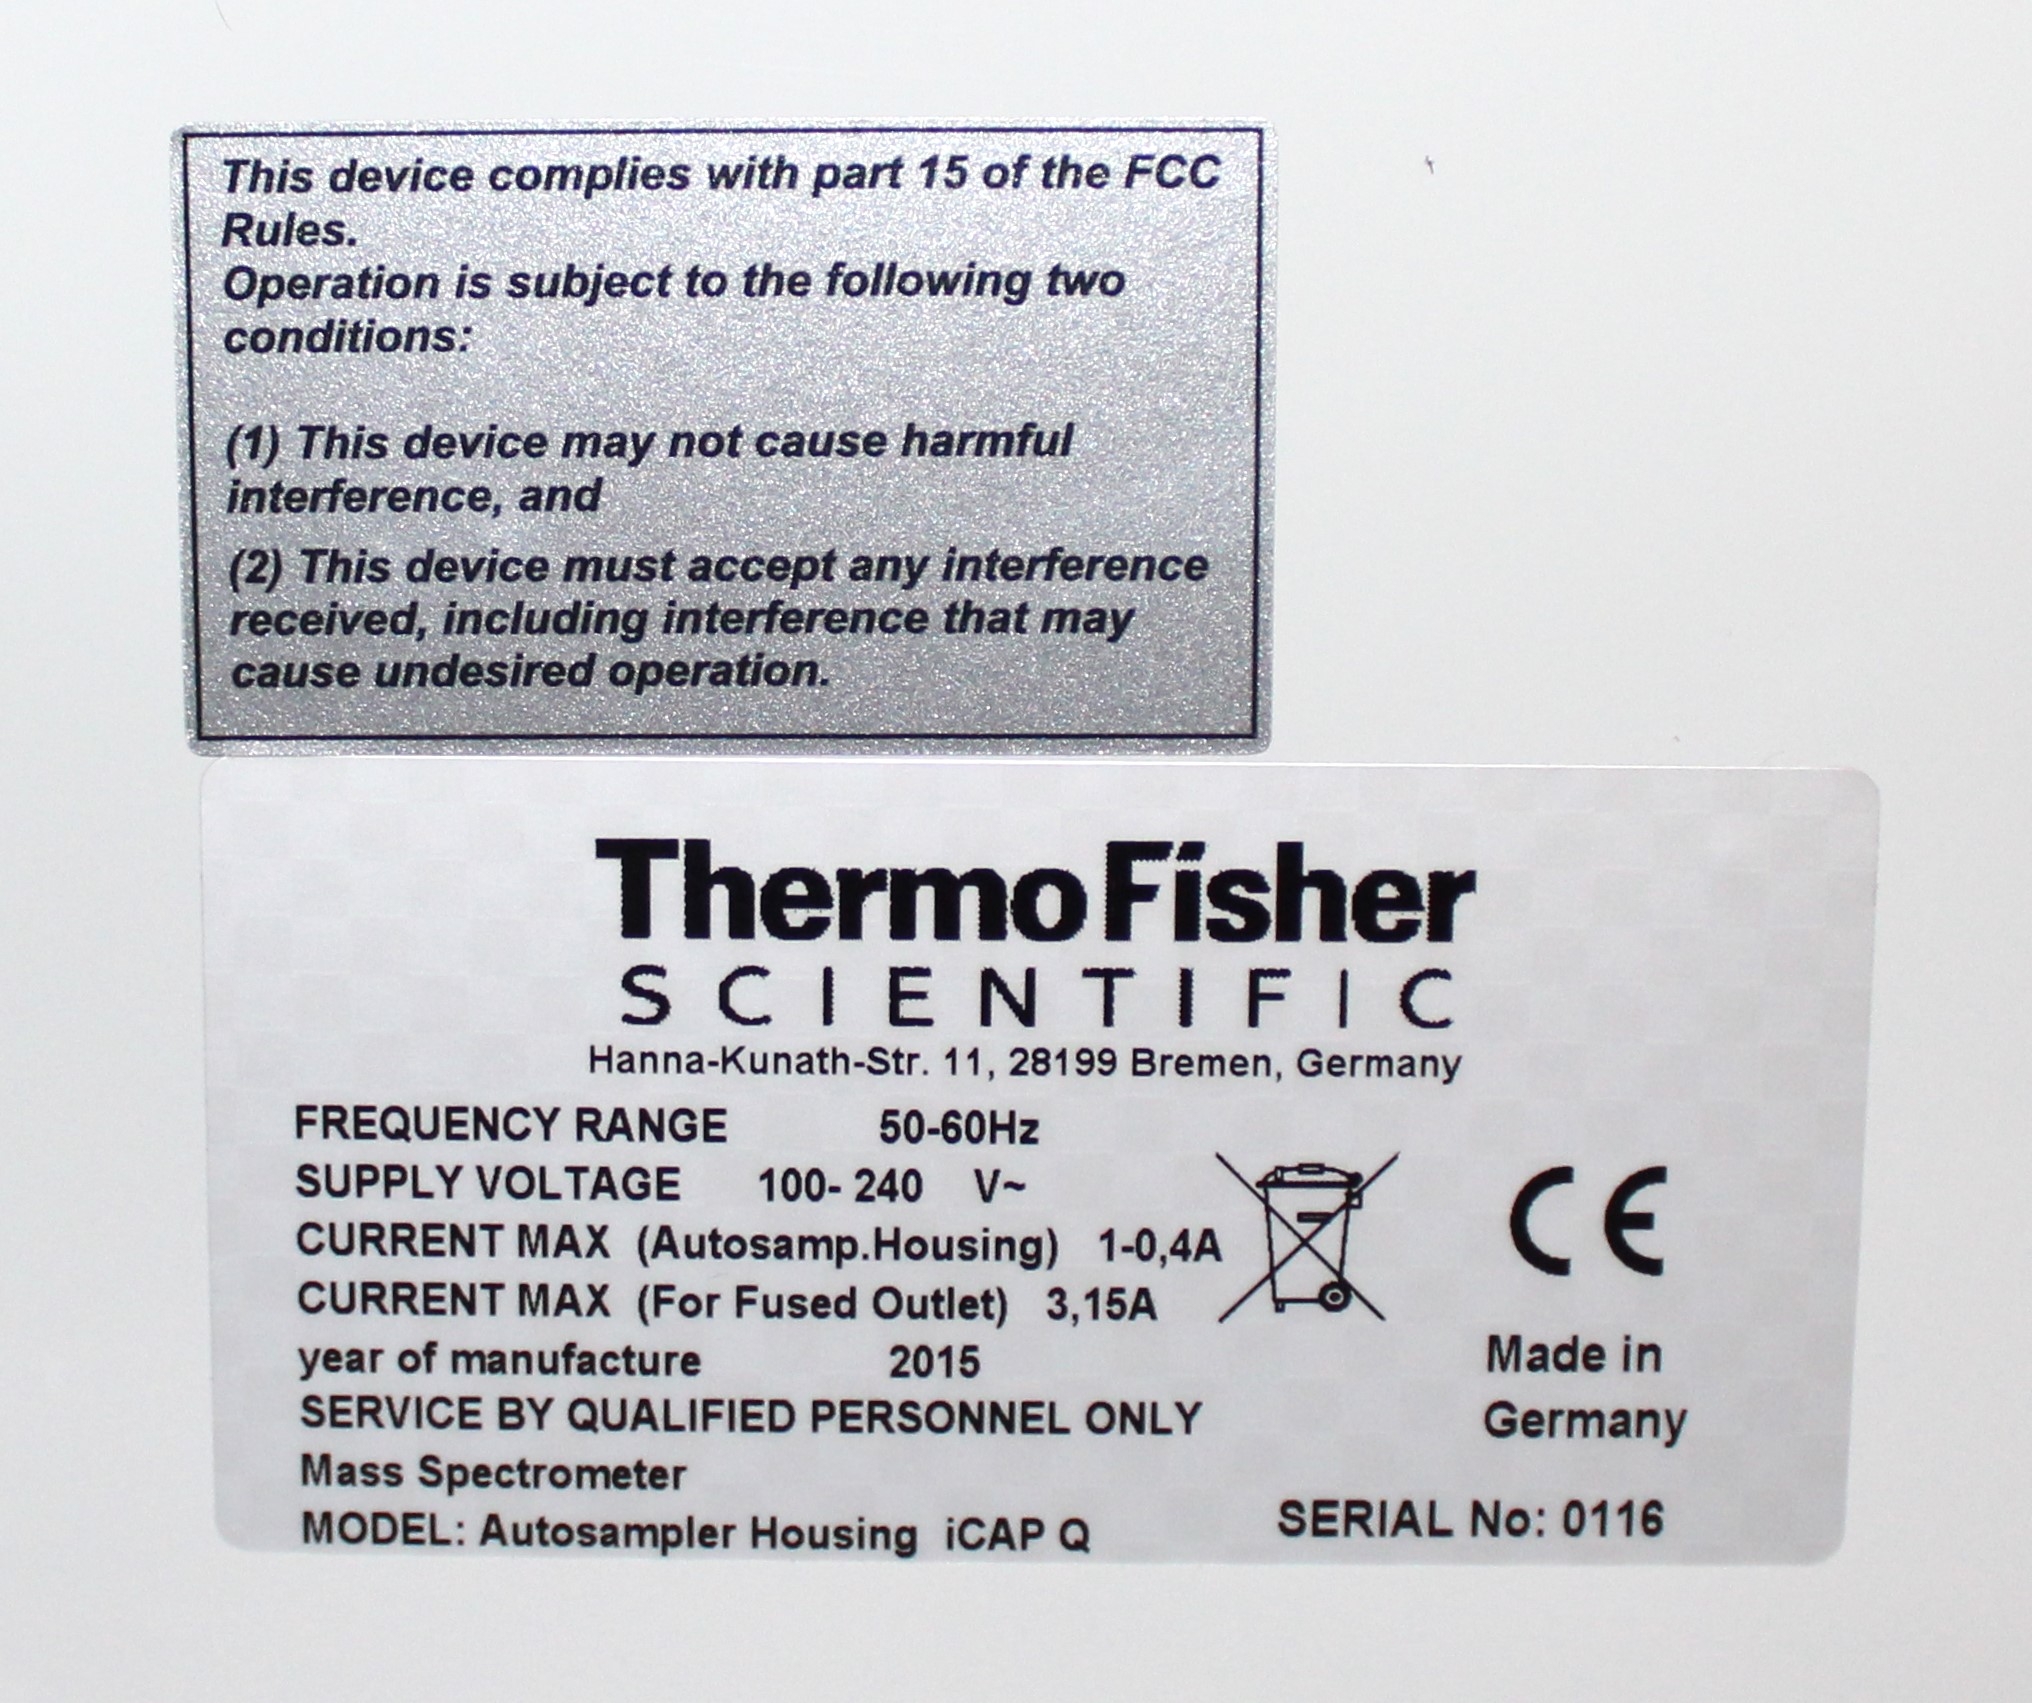 This device complies with part 15 of the FCC
Rules.
Operation is subject to the following two
conditions:
(1) This device may not cause harmful
interference, and
(2) This device must accept any interference
received, including interference that may
cause undesired operation.
ThermoFisher
SCIENTIFIC
Hanna-Kunath-Str. 11, 28199 Bremen, Germany
FREQUENCY RANGE 50-60Hz
SUPPLY VOLTAGE 100- 240 V~
CURRENT MAX (Autosamp.Housing) 1-0,4A
CURRENT MAX (For Fused Outlet) 3,15A
year of manufacture 2015
SERVICE BY QUALIFIED PERSONNEL ONLY
Mass Spectrometer
MODEL: Autosampler Housing iCAP Q
CE
Made in
Germany
SERIAL No: 0116